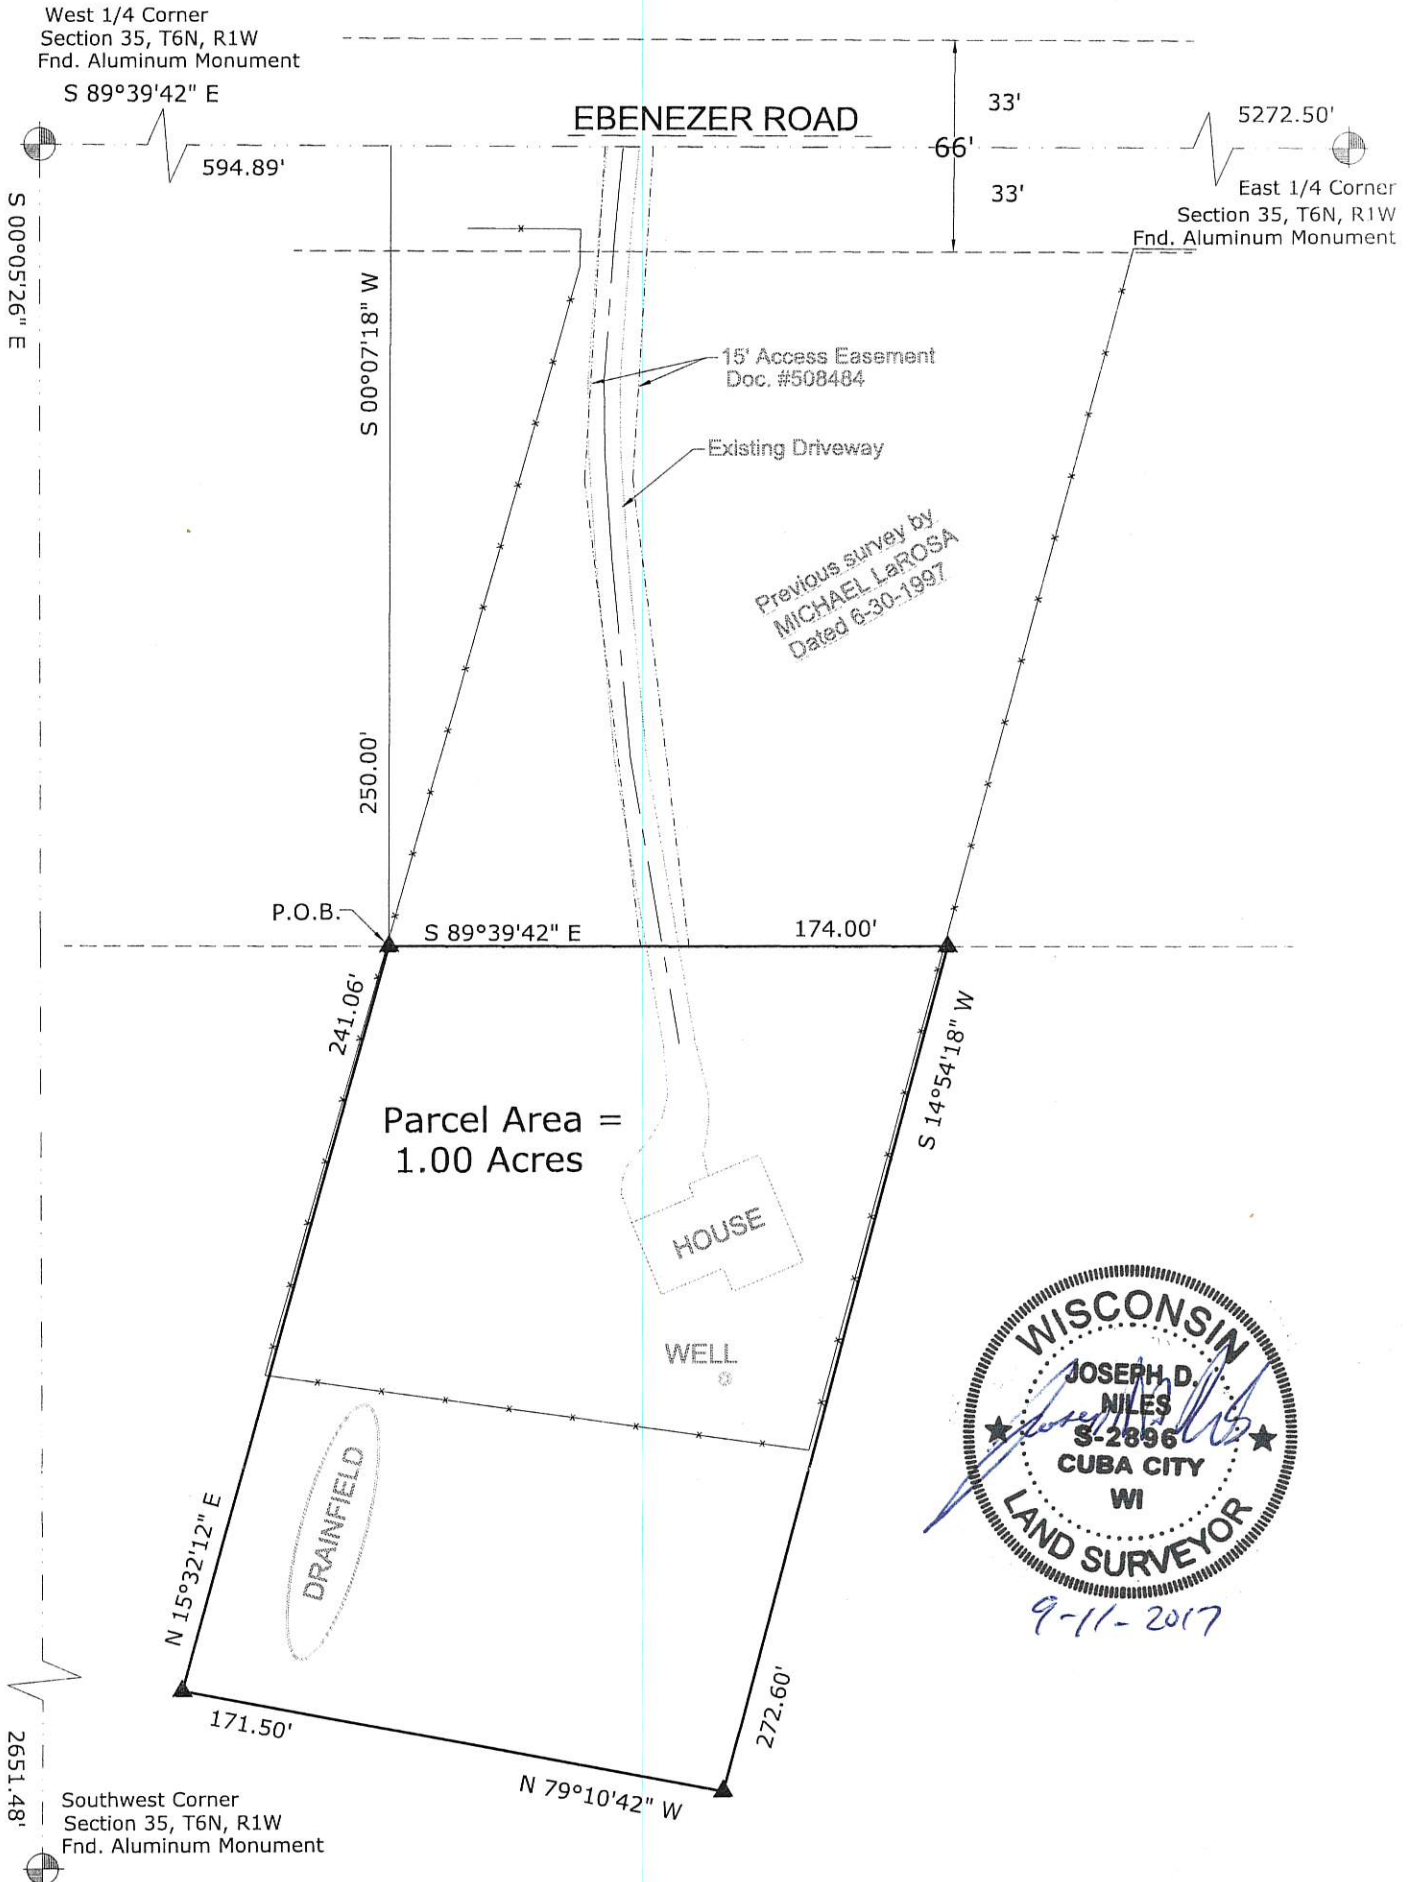 West 1/4 Corner
Section 35, T6N, R1W
Fnd. Aluminum Monument
S 89°39'42" E
594.89'
EBENEZER ROAD
33'
66'
33'
5272.50'
East 1/4 Corner
Section 35, T6N, R1W
Fnd. Aluminum Monument
S 00°05'26" E
S 00°07'18" W
250.00'
15' Access Easement
Doc. #508484
Existing Driveway
Previous survey by
MICHAEL LaROSA
Dated 6-30-1997
P.O.B.
S 89°39'42" E
174.00'
241.06'
S 14°54'18" W
Parcel Area =
1.00 Acres
HOUSE
WELL
DRAINFIELD
N 15°32'12" E
171.50'
N 79°10'42" W
272.60'
WISCONSIN
JOSEPH D.
NILES
S-2896
CUBA CITY
WI
LAND SURVEYOR
9-11-2017
2651.48'
Southwest Corner
Section 35, T6N, R1W
Fnd. Aluminum Monument